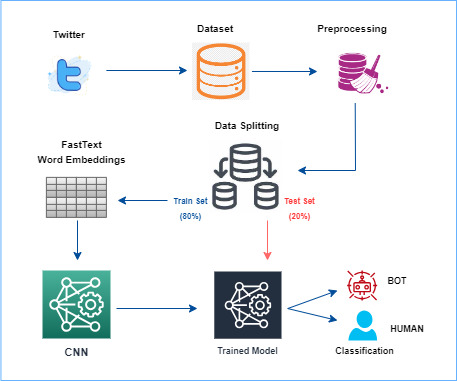 Twitter
Dataset
Preprocessing
Data Splitting
FastText
Word Embeddings
Train Set
(80%)
Test Set
(20%)
CNN
Trained Model
BOT
HUMAN
Classification